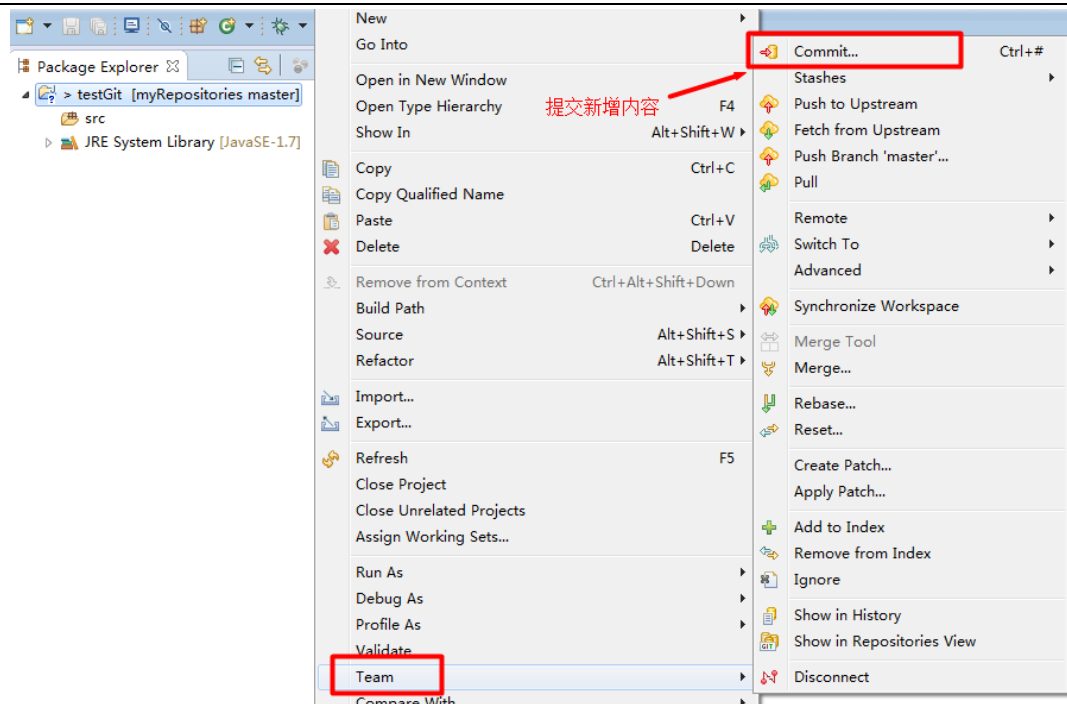 Package Explorer
> testGit [myRepositories master]
src
JRE System Library [JavaSE-1.7]
New
Go Into
Open in New Window
Open Type Hierarchy F4
Show In Alt+Shift+W
Copy Ctrl+C
Copy Qualified Name
Paste Ctrl+V
Delete Delete
Remove from Context Ctrl+Alt+Shift+Down
Build Path
Source Alt+Shift+S
Refactor Alt+Shift+T
Import...
Export...
Refresh F5
Close Project
Close Unrelated Projects
Assign Working Sets...
Run As
Debug As
Profile As
Validate
Team
Compare With
提交新增内容
Commit... Ctrl+#
Stashes
Push to Upstream
Fetch from Upstream
Push Branch 'master'...
Pull
Remote
Switch To
Advanced
Synchronize Workspace
Merge Tool
Merge...
Rebase...
Reset...
Create Patch...
Apply Patch...
Add to Index
Remove from Index
Ignore
Show in History
GIT Show in Repositories View
Disconnect